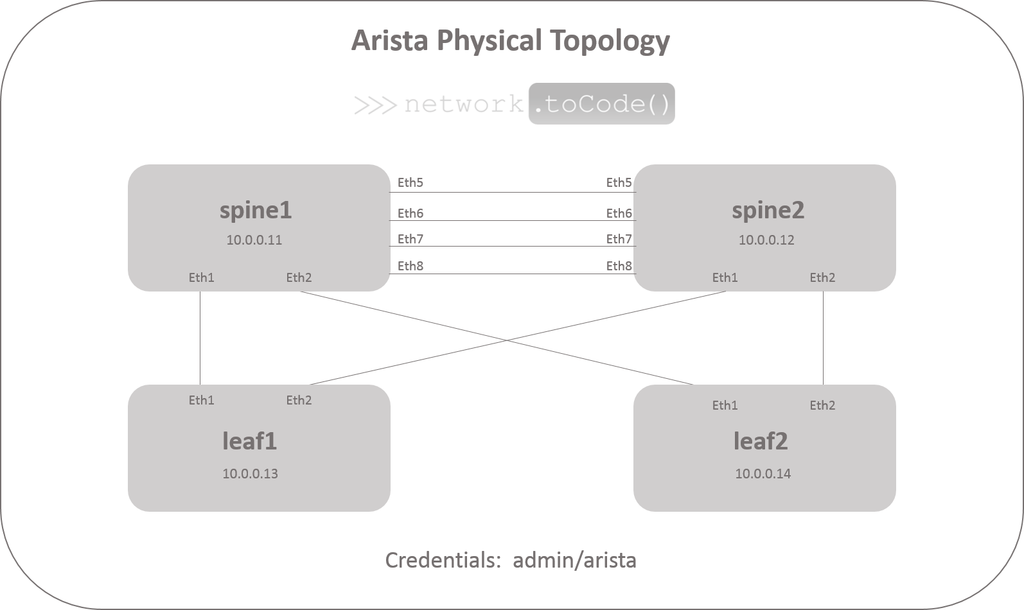 Arista Physical Topology
>>> network .toCode()
Eth5 Eth5
spine1 spine2
Eth6 Eth6
10.0.0.11 10.0.0.12
Eth7 Eth7
Eth8 Eth8
Eth1 Eth2 Eth1 Eth2
Eth1 Eth2 Eth1 Eth2
leaf1 leaf2
10.0.0.13 10.0.0.14
Credentials: admin/arista